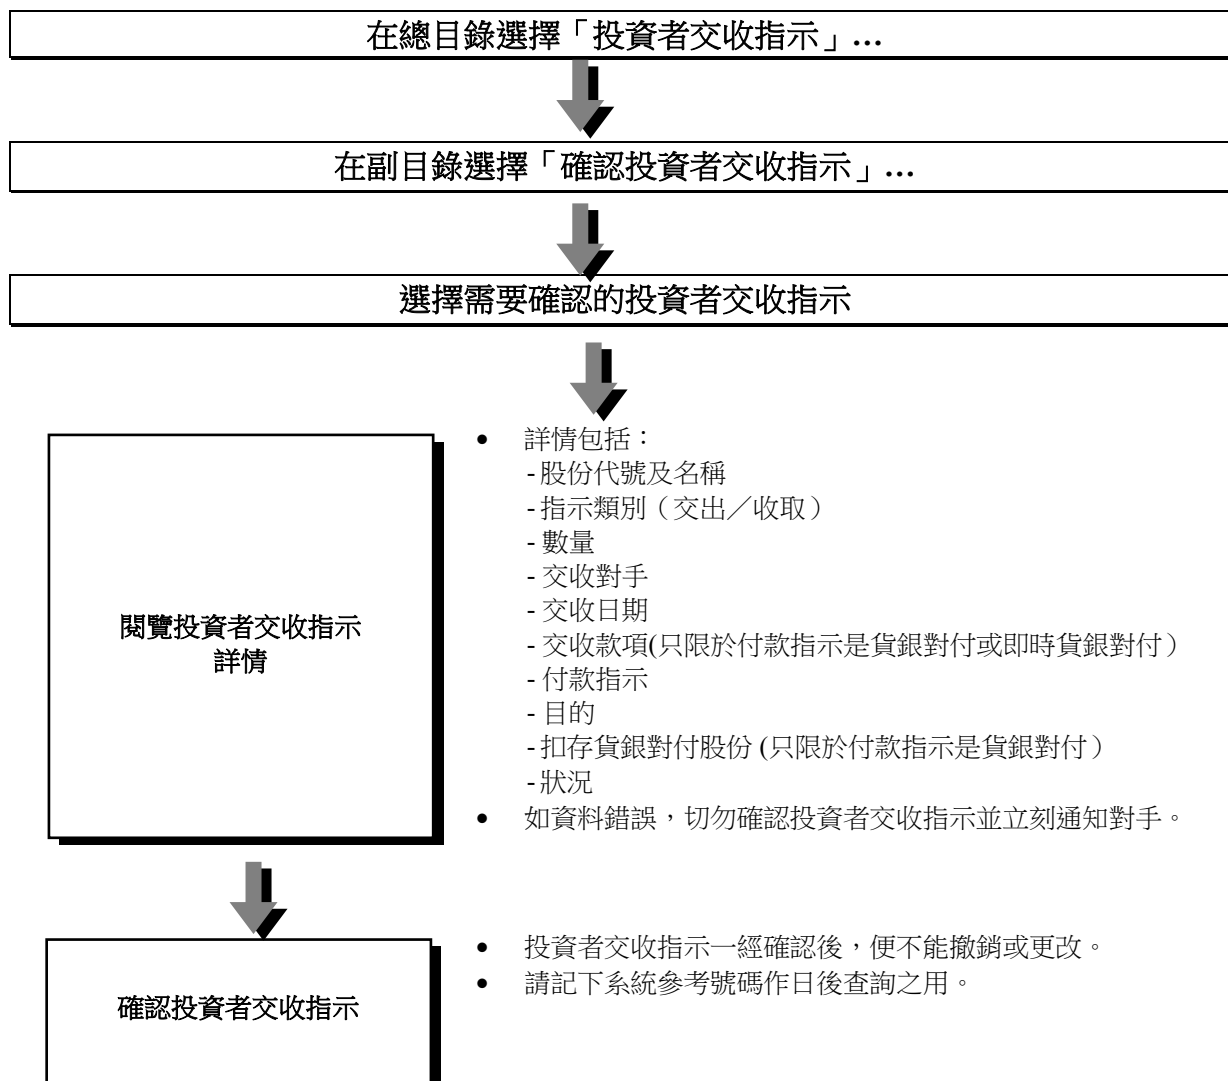 在總目錄選擇「投資者交收指示」…
在副目錄選擇「確認投資者交收指示」…
選擇需要確認的投資者交收指示
閱覽投資者交收指示
詳情
• 詳情包括：
- 股份代號及名稱
- 指示類別（交出／收取）
- 數量
- 交收對手
- 交收日期
- 交收款項(只限於付款指示是貨銀對付或即時貨銀對付）
- 付款指示
- 目的
- 扣存貨銀對付股份 (只限於付款指示是貨銀對付）
- 狀況
• 如資料錯誤，切勿確認投資者交收指示並立刻通知對手。
確認投資者交收指示
• 投資者交收指示一經確認後，便不能撤銷或更改。
• 請記下系統參考號碼作日後查詢之用。